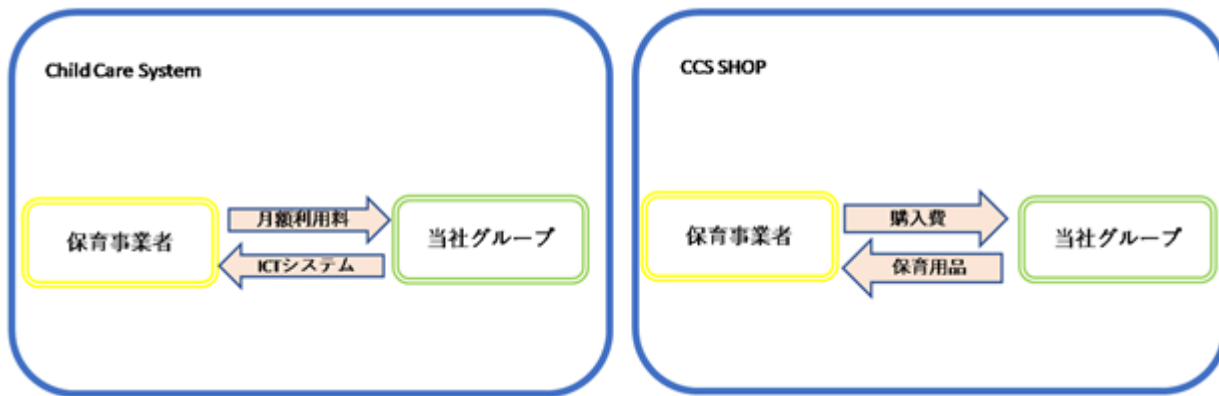 Child Care System
保育事業者
月額利用料
ICTシステム
当社グループ
CCS SHOP
保育事業者
購入費
保育用品
当社グループ